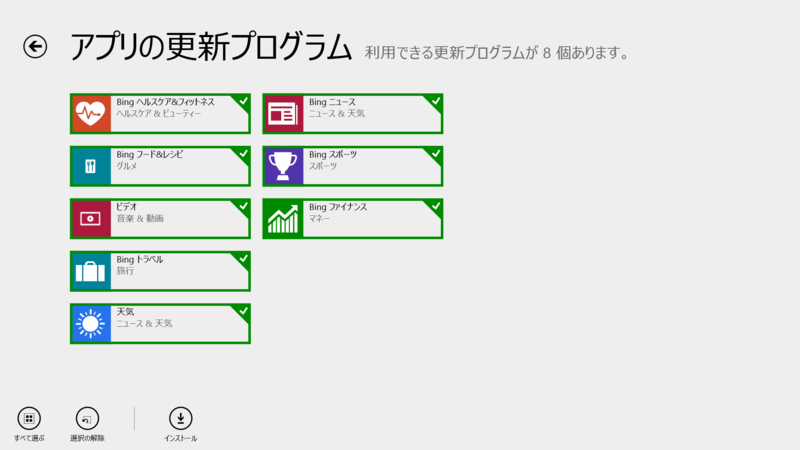 アプリの更新プログラム 利用できる更新プログラムが 8 個あります。
Bing ヘルスケア&フィットネス
ヘルスケア & ビューティー
Bing フード&レシピ
グルメ
ビデオ
音楽 & 動画
Bing トラベル
旅行
天気
ニュース & 天気
Bing ニュース
ニュース & 天気
Bing スポーツ
スポーツ
Bing ファイナンス
マネー
すべて選ぶ
選択の解除
インストール